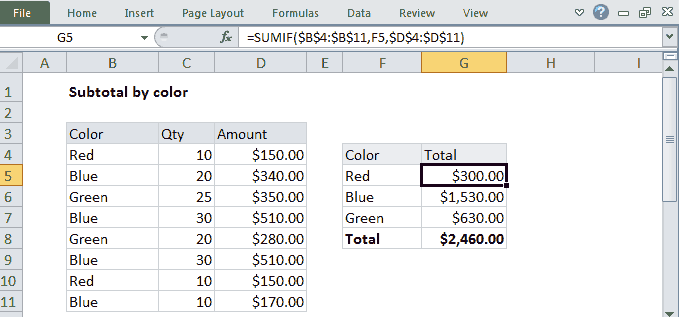 File Home Insert Page Layout Formulas Data Review View ?
G5 fx =SUMIF($B$4:$B$11,F5,$D$4:$D$11)
A B C D E F G H I
1 Subtotal by color
2
3 Color Qty Amount
4 Red 10 $150.00 Color Total
5 Blue 20 $340.00 Red $300.00
6 Green 25 $350.00 Blue $1,530.00
7 Blue 30 $510.00 Green $630.00
8 Green 20 $280.00 Total $2,460.00
9 Blue 30 $510.00
10 Red 10 $150.00
11 Blue 10 $170.00